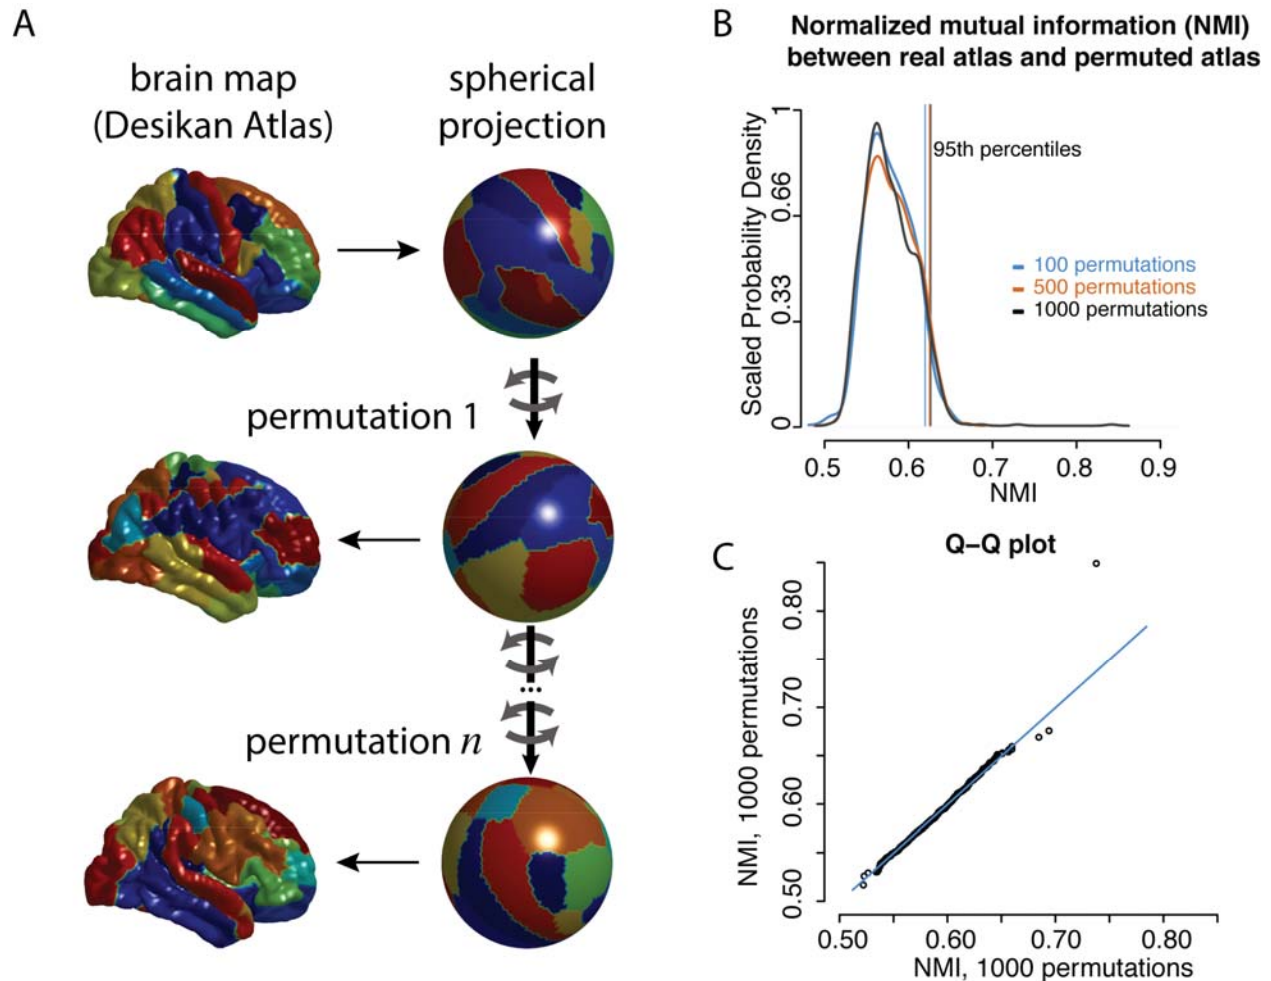 A
brain map
(Desikan Atlas)
spherical
projection
permutation 1
...
permutation n
B
Normalized mutual information (NMI)
between real atlas and permuted atlas
Scaled Probability Density
1
0.66
0.33
0
95th percentiles
100 permutations
500 permutations
1000 permutations
0.5 0.6 0.7 0.8 0.9
NMI
C
Q–Q plot
NMI, 1000 permutations
0.80
0.70
0.60
0.50
0.50 0.60 0.70 0.80
NMI, 1000 permutations